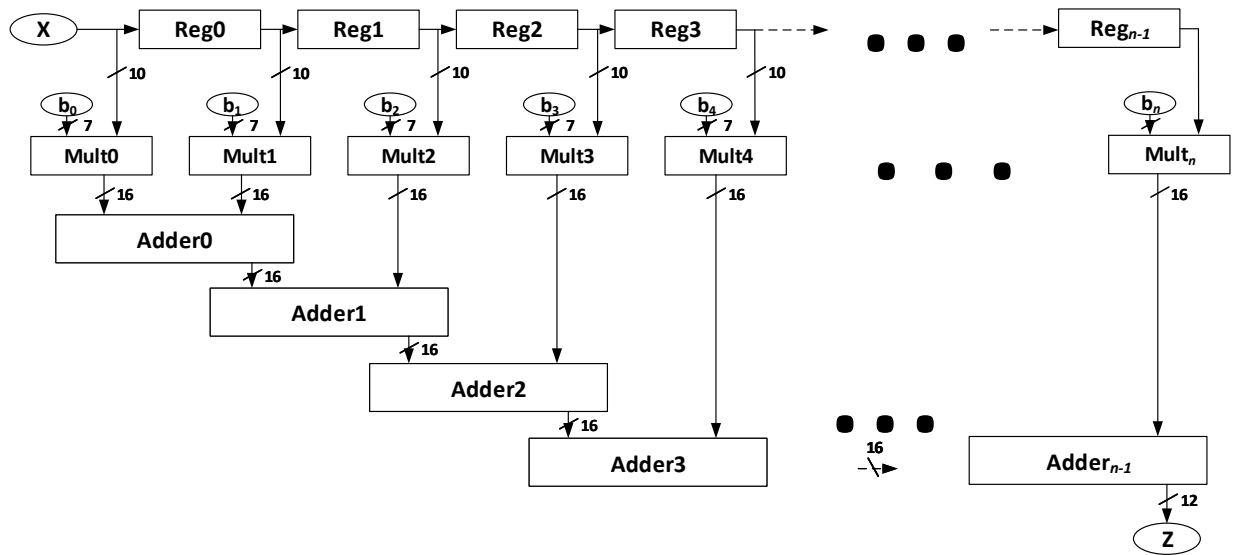 X Reg0 Reg1 Reg2 Reg3 Regn-1
10 10 10 10 10
b0 b1 b2 b3 b4 bn
7 7 7 7 7
Mult0 Mult1 Mult2 Mult3 Mult4 Multn
16 16 16 16 16 16
Adder0
16
Adder1
16
Adder2
16 16
Adder3 Addern-1
12
Z